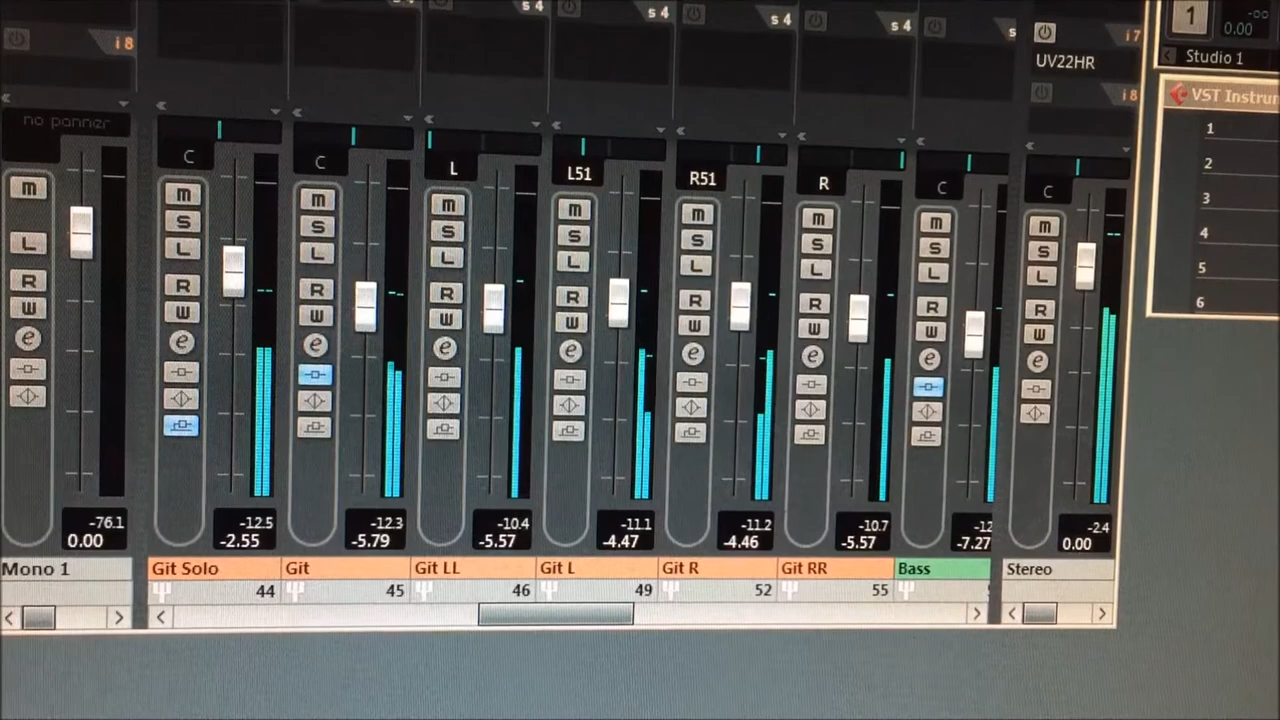 s 4 s 4 s 4 s 4 s
i 8 i 7
UV22HR
i 8
1 -oo
0.00
Studio 1
VST Instrum
1
2
3
4
5
6
no panner
C C L L51 R51 R C C
m m m m m m m m m
S S S S S S S S
L L L L L L L L L
R R R R R R R R R
W W W W W W W W W
e e e e e e e e e
-76.1 -12.5 -12.3 -10.4 -11.1 -11.2 -10.7 -12 -2.4
0.00 -2.55 -5.79 -5.57 -4.47 -4.46 -5.57 -7.27 0.00
Mono 1 Git Solo Git Git LL Git L Git R Git RR Bass Stereo
44 45 46 49 52 55